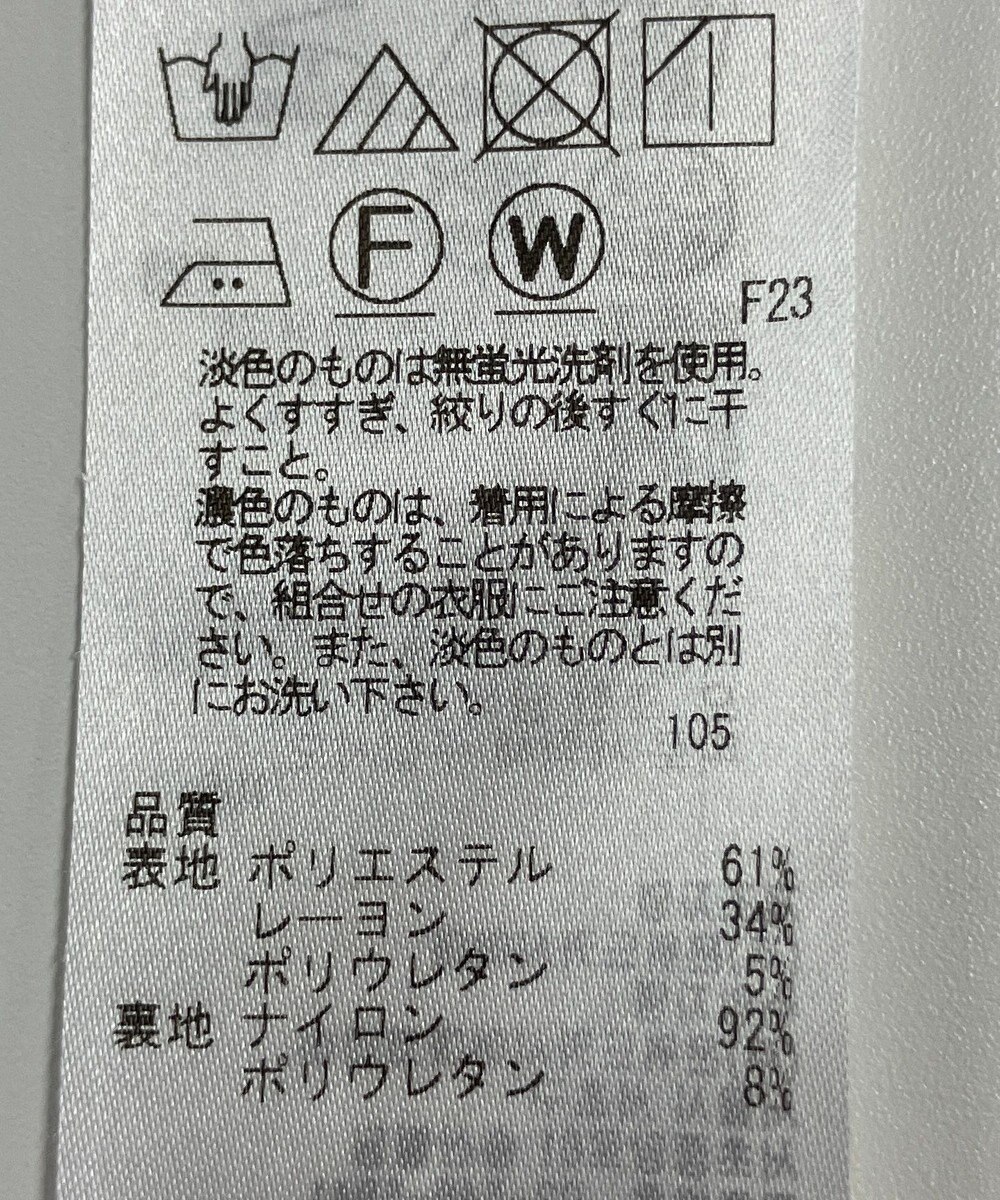 F W
F23
淡色のものは無蛍光洗剤を使用。
よくすすぎ、絞りの後すぐに干
すこと。
濃色のものは、着用による摩擦
で色落ちすることがありますの
で、組合せの衣服にご注意くだ
さい。また、淡色のものとは別
にお洗い下さい。
105
品質
表地 ポリエステル 61%
レーヨン 34%
ポリウレタン 5%
裏地 ナイロン 92%
ポリウレタン 8%